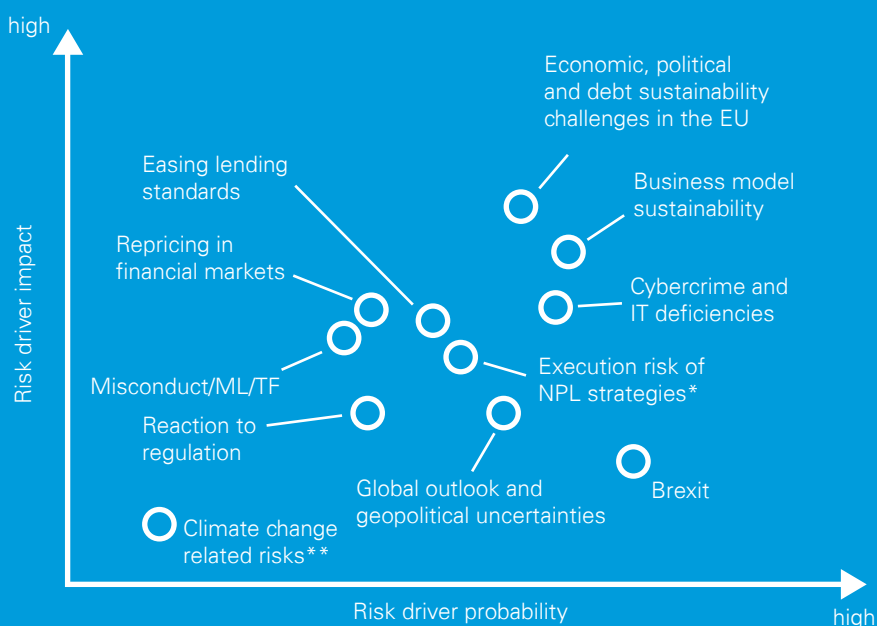 high
Economic, political
and debt sustainability
challenges in the EU
Easing lending
standards
Business model
sustainability
Repricing in
financial markets
Cybercrime and
IT deficiencies
Risk driver impact
Misconduct/ML/TF
Execution risk of
NPL strategies*
Reaction to
regulation
Global outlook and
geopolitical uncertainties
Brexit
Climate change
related risks**
Risk driver probability
high